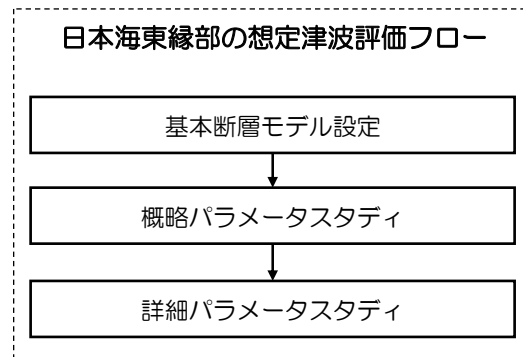 日本海東縁部の想定津波評価フロー
基本断層モデル設定
概略パラメータスタディ
詳細パラメータスタディ